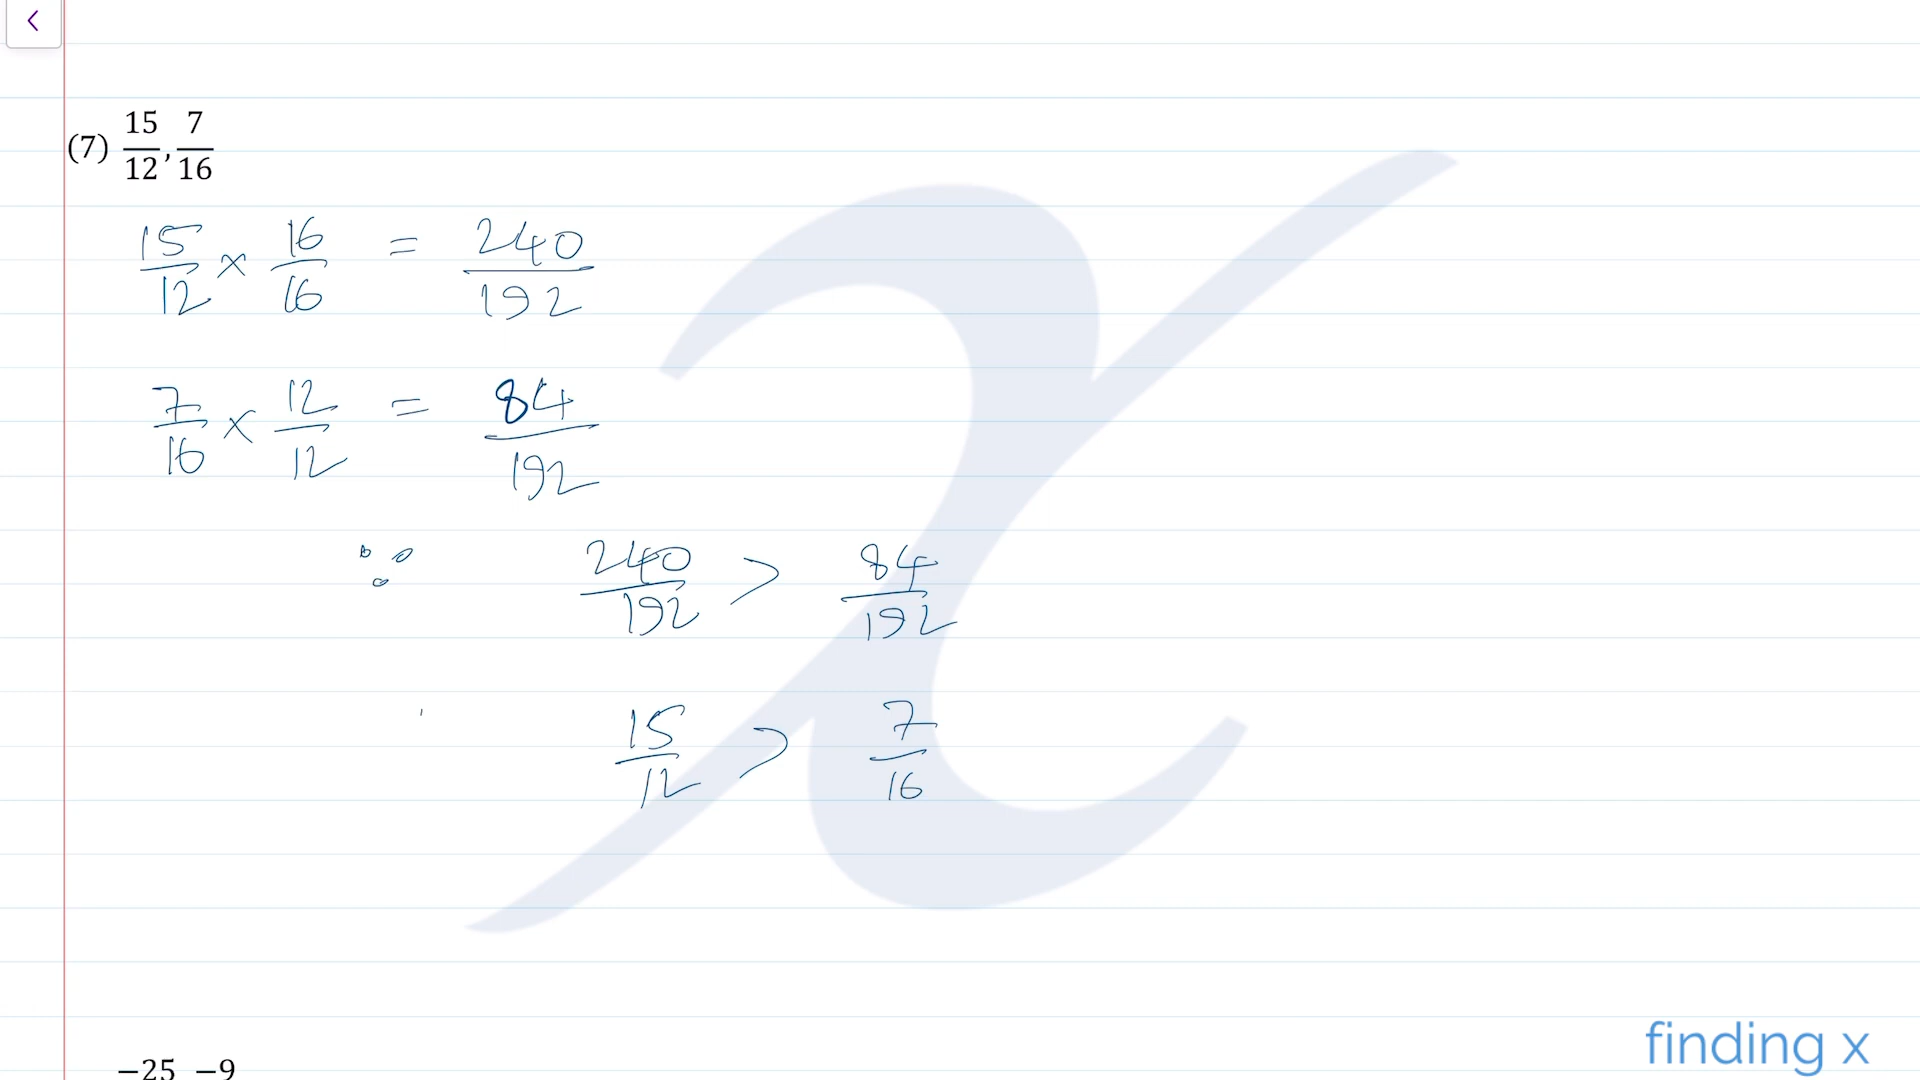 (7) 15/12, 7/16
15/12 × 16/16 = 240/192
7/16 × 12/12 = 84/192
∵ 240/192 > 84/192
15/12 > 7/16
finding x
−25 −9